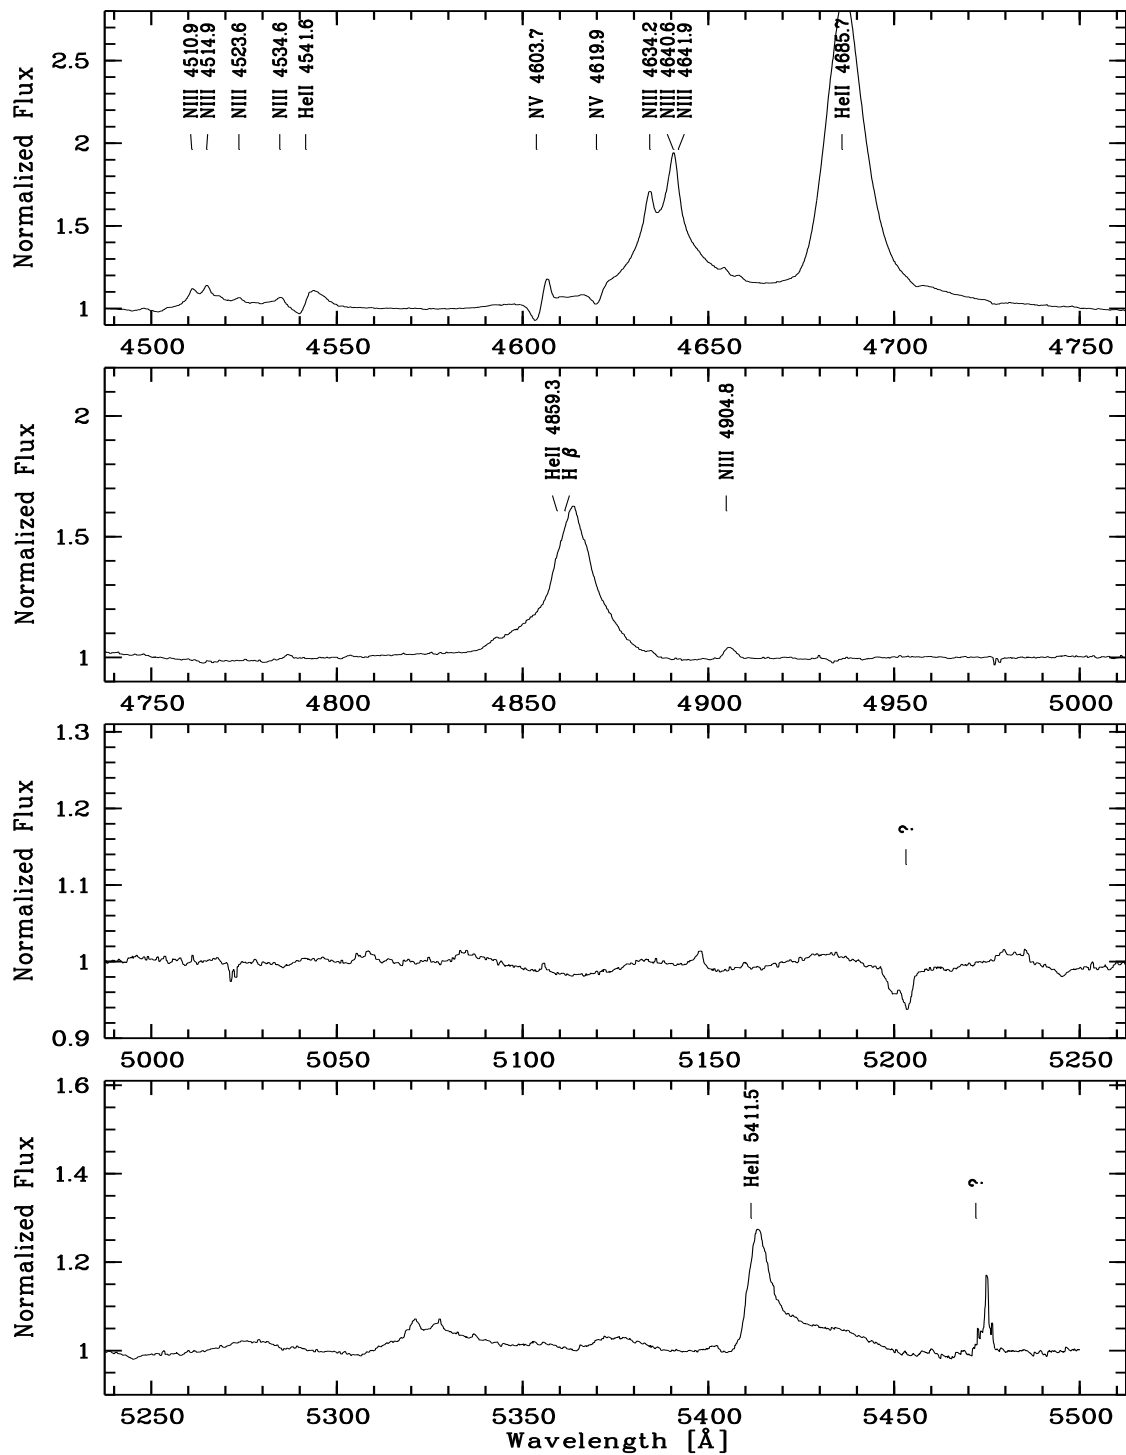 NIII 4510.9
NIII 4514.9
NIII 4523.6
NIII 4534.6
HeII 4541.6
NV 4603.7
NV 4619.9
NIII 4634.2
NIII 4640.6
NIII 4641.9
HeII 4685.7
Normalized Flux
2.5
2
1.5
1
4500 4550 4600 4650 4700 4750
HeII 4859.3
H β
NIII 4904.8
Normalized Flux
2
1.5
1
4750 4800 4850 4900 4950 5000
?
Normalized Flux
1.3
1.2
1.1
1
0.9
5000 5050 5100 5150 5200 5250
HeII 5411.5
?
Normalized Flux
1.6
1.4
1.2
1
5250 5300 5350 5400 5450 5500
Wavelength [Å]